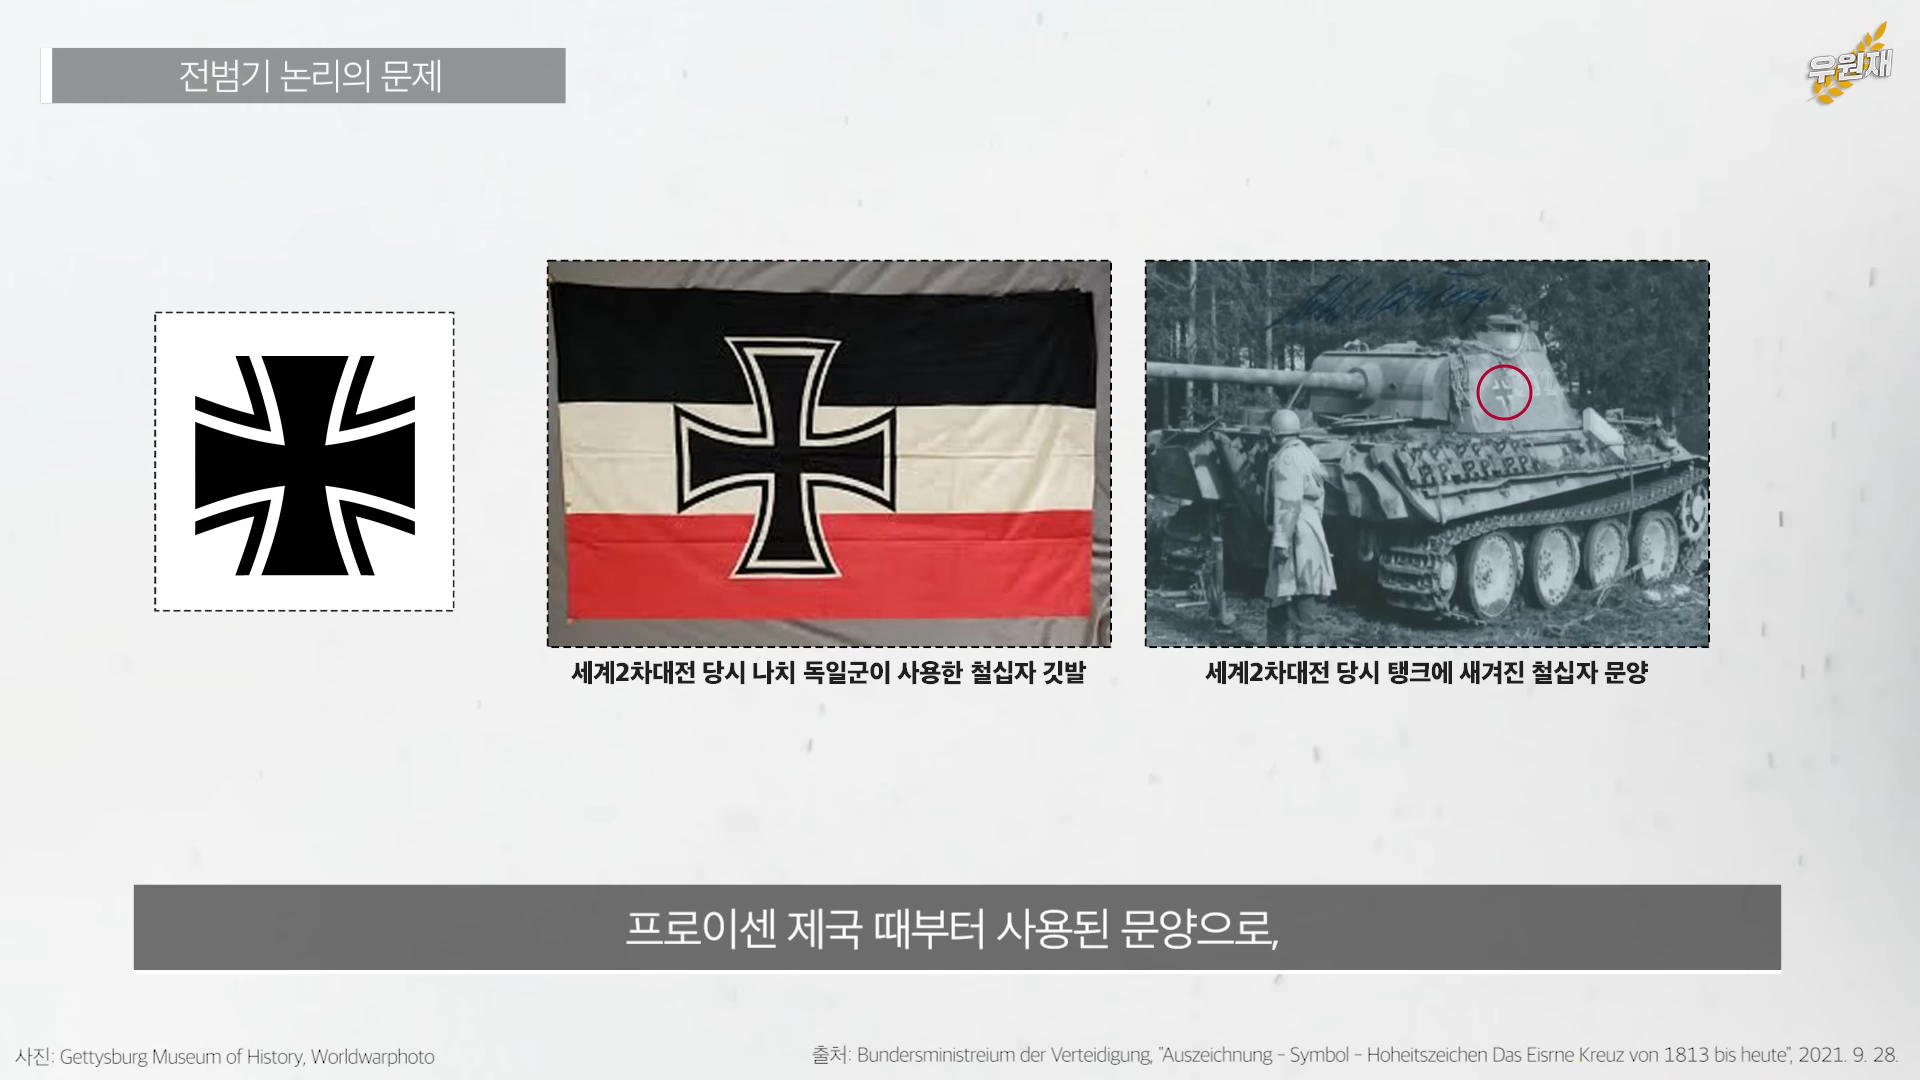 전범기 논리의 문제
우원재
세계2차대전 당시 나치 독일군이 사용한 철십자 깃발
세계2차대전 당시 탱크에 새겨진 철십자 문양
프로이센 제국 때부터 사용된 문양으로,
사진: Gettysburg Museum of History, Worldwarphoto
출처: Bundersministreium der Verteidigung, "Auszeichnung – Symbol – Hoheitszeichen Das Eisrne Kreuz von 1813 bis heute", 2021. 9. 28.